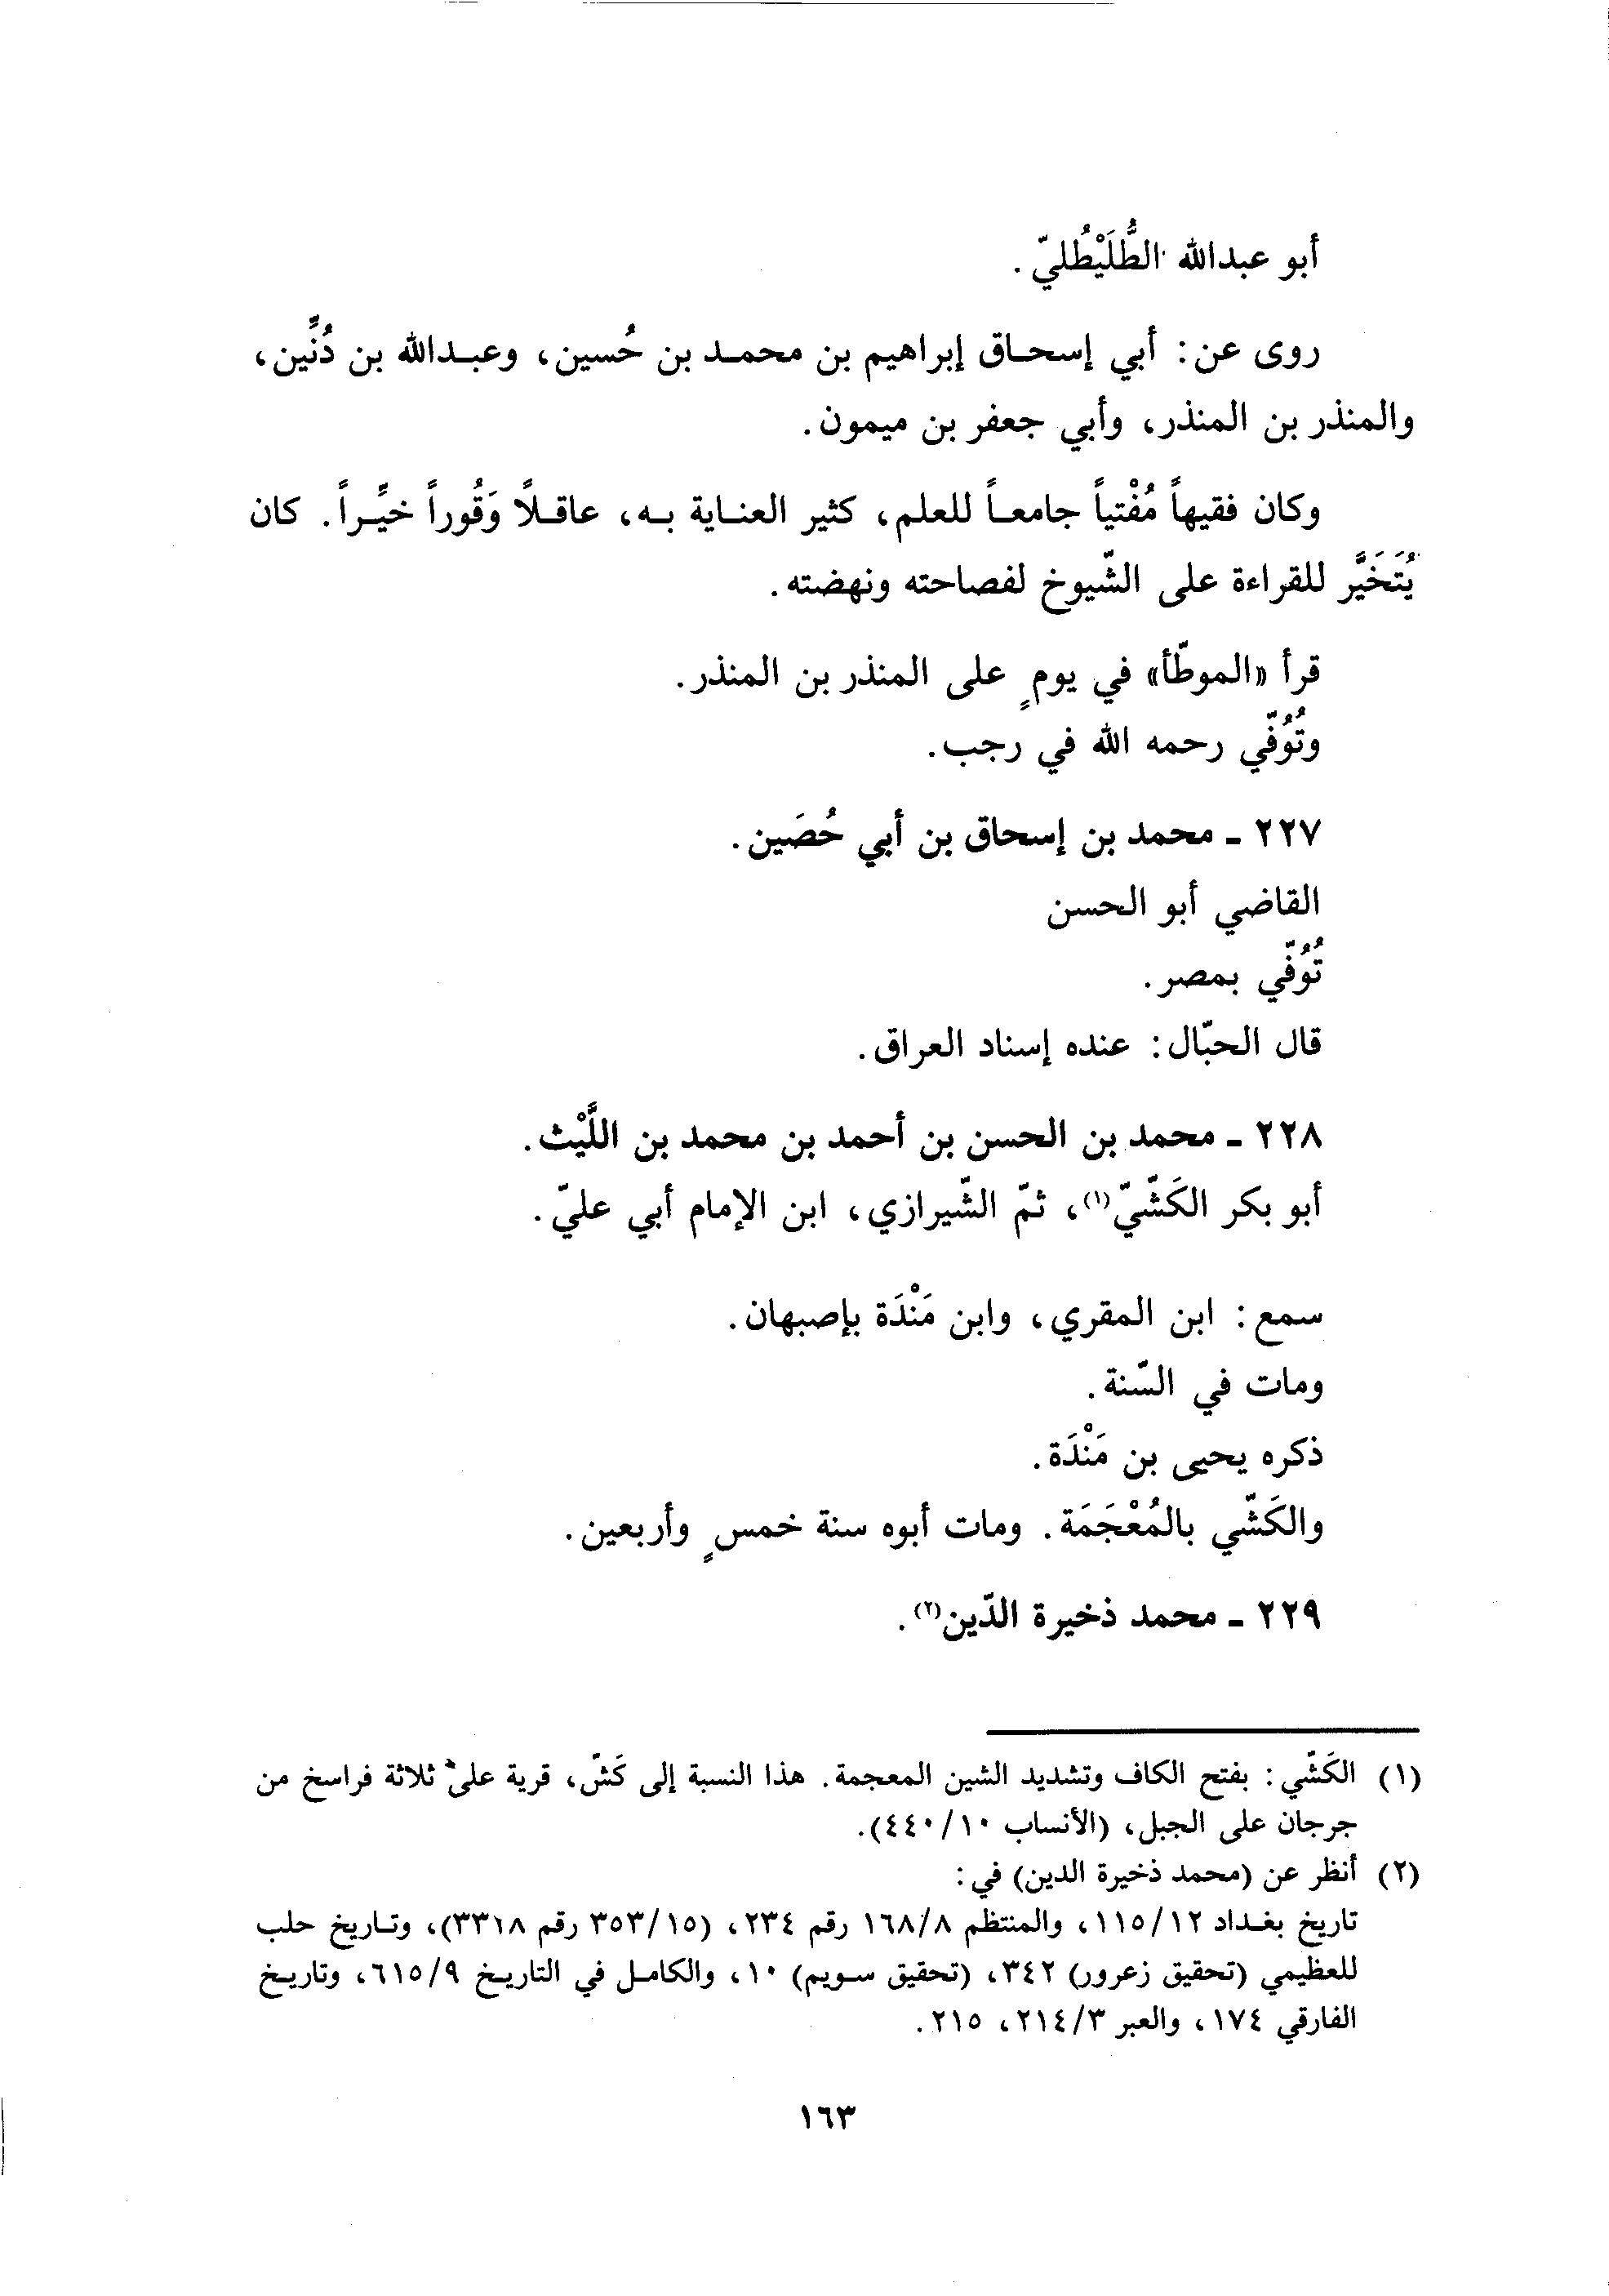 أبو عبدالله الطُّلَيْطُليّ.
روى عن: أبي إسحاق إبراهيم بن محمد بن حُسين، وعبدالله بن دُنِّين،
والمنذر بن المنذر، وأبي جعفر بن ميمون.
وكان فقيهاً مُفْتياً جامعاً للعلم، كثير العناية به، عاقلاً وَقُوراً خيِّراً. كان
يُتَخَيَّر للقراءة على الشّيوخ لفصاحته ونهضته.
قرأ «الموطّأ» في يومٍ على المنذر بن المنذر.
وتُوُفّي رحمه الله في رجب.
٢٢٧ ـ محمد بن إسحاق بن أبي حُصَين.
القاضي أبو الحسن
تُوُفّي بمصر.
قال الحبّال: عنده إسناد العراق.
٢٢٨ ـ محمد بن الحسن بن أحمد بن محمد بن اللَّيْث.
أبو بكر الكَشّيّ(١)، ثمّ الشّيرازي، ابن الإمام أبي عليّ.
سمع: ابن المقري، وابن مَنْدَة بإصبهان.
ومات في السّنة.
ذكره يحيى بن مَنْدَة.
والكَشّي بالمُعْجَمَة. ومات أبوه سنة خمسٍ وأربعين.
٢٢٩ ـ محمد ذخيرة الدّين(٢).
(١) الكَشّي: بفتح الكاف وتشديد الشين المعجمة. هذا النسبة إلى كَشّ، قرية على ثلاثة فراسخ من
جرجان على الجبل، (الأنساب ٤٤٠/١٠).
(٢) أنظر عن (محمد ذخيرة الدين) في:
تاريخ بغداد ١١٥/١٢، والمنتظم ١٦٨/٨ رقم ٢٣٤، (٣٥٣/١٥ رقم ٣٣١٨)، وتاريخ حلب
للعظيمي (تحقيق زعرور) ٣٤٢، (تحقيق سويم) ١٠، والكامل في التاريخ ٦١٥/٩، وتاريخ
الفارقي ١٧٤، والعبر ٢١٤/٣، ٢١٥.
١٦٣